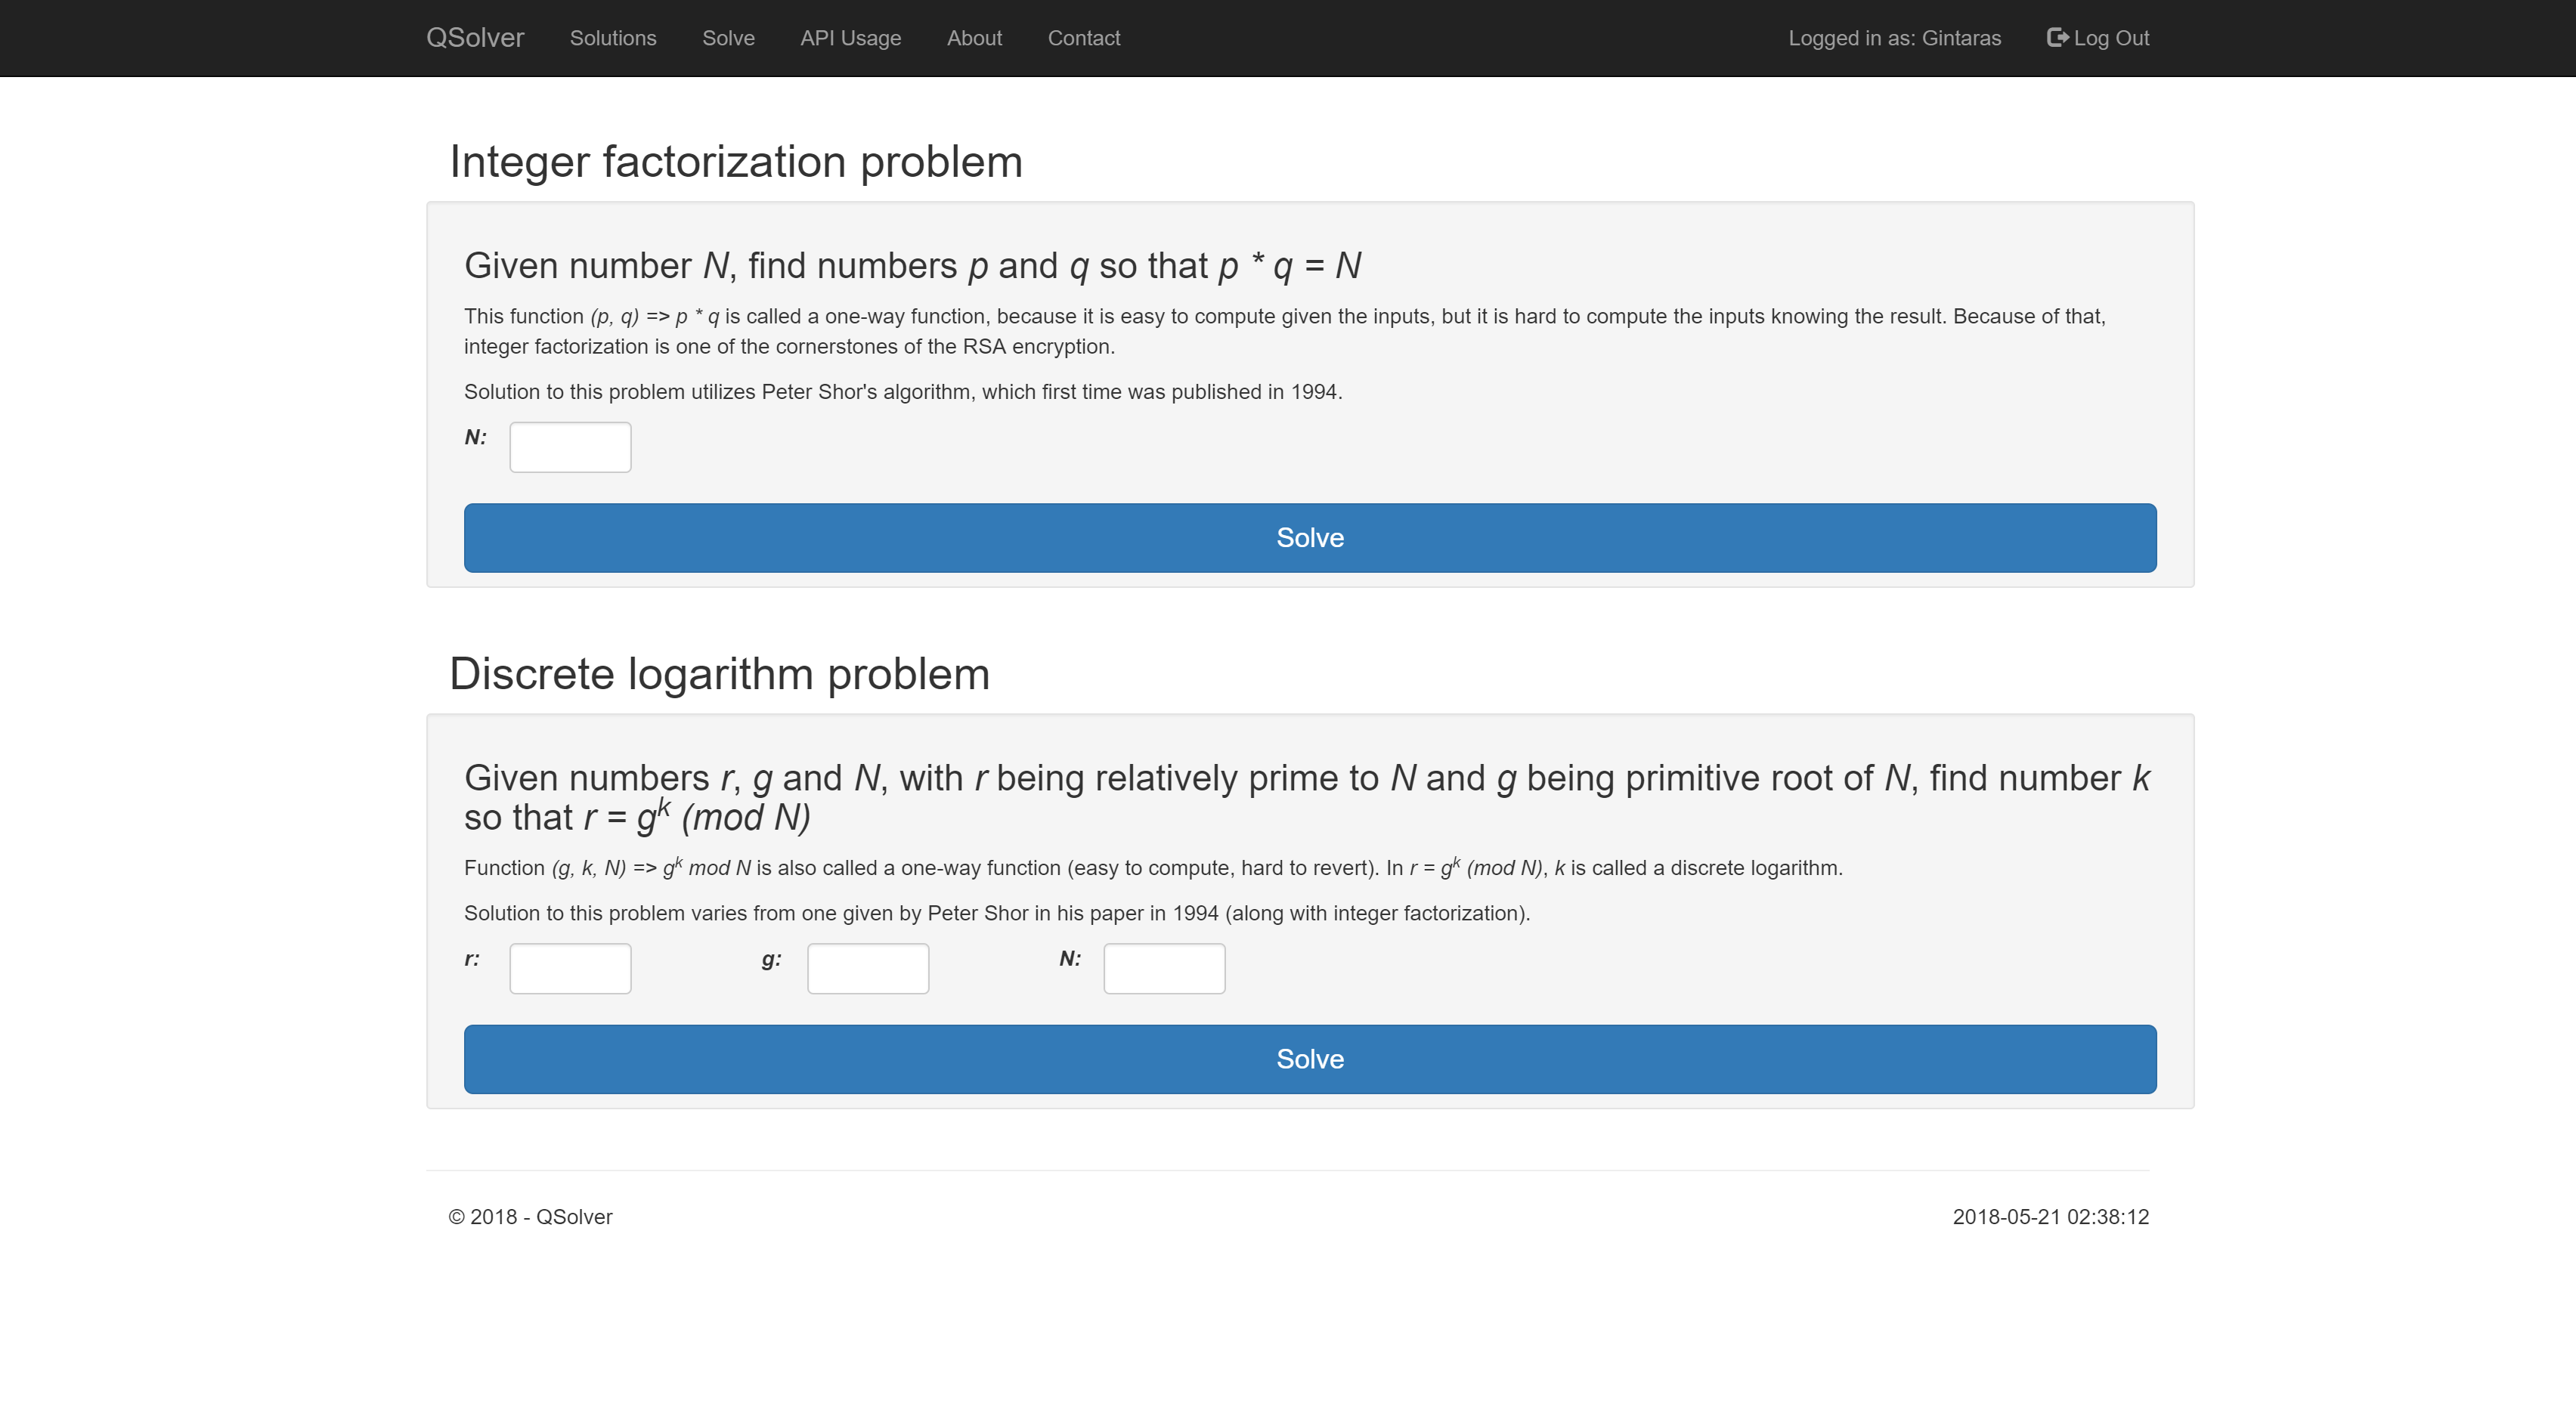 QSolver Solutions Solve API Usage About Contact Logged in as: Gintaras Log Out
Integer factorization problem
Given number N, find numbers p and q so that p * q = N
This function (p, q) => p * q is called a one-way function, because it is easy to compute given the inputs, but it is hard to compute the inputs knowing the result. Because of that,
integer factorization is one of the cornerstones of the RSA encryption.
Solution to this problem utilizes Peter Shor's algorithm, which first time was published in 1994.
N:
Solve
Discrete logarithm problem
Given numbers r, g and N, with r being relatively prime to N and g being primitive root of N, find number k
so that r = g^k (mod N)
Function (g, k, N) => g^k mod N is also called a one-way function (easy to compute, hard to revert). In r = g^k (mod N), k is called a discrete logarithm.
Solution to this problem varies from one given by Peter Shor in his paper in 1994 (along with integer factorization).
r: g: N:
Solve
© 2018 - QSolver 2018-05-21 02:38:12